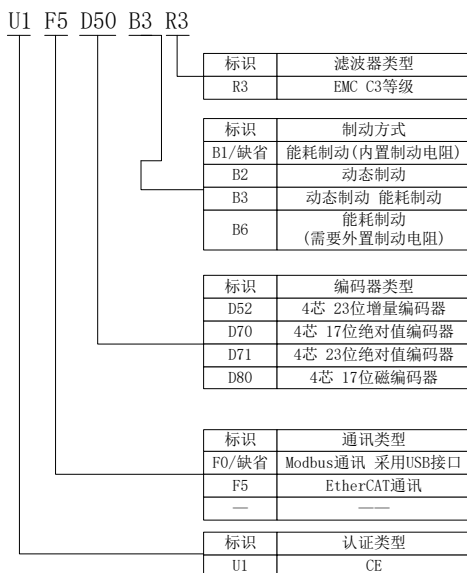 U1 F5 D50 B3 R3
标识 滤波器类型
R3 EMC C3等级
标识 制动方式
B1/缺省 能耗制动(内置制动电阻)
B2 动态制动
B3 动态制动 能耗制动
B6 能耗制动
(需要外置制动电阻)
标识 编码器类型
D52 4芯 23位增量编码器
D70 4芯 17位绝对值编码器
D71 4芯 23位绝对值编码器
D80 4芯 17位磁编码器
标识 通讯类型
F0/缺省 Modbus通讯 采用USB接口
F5 EtherCAT通讯
— ——
标识 认证类型
U1 CE